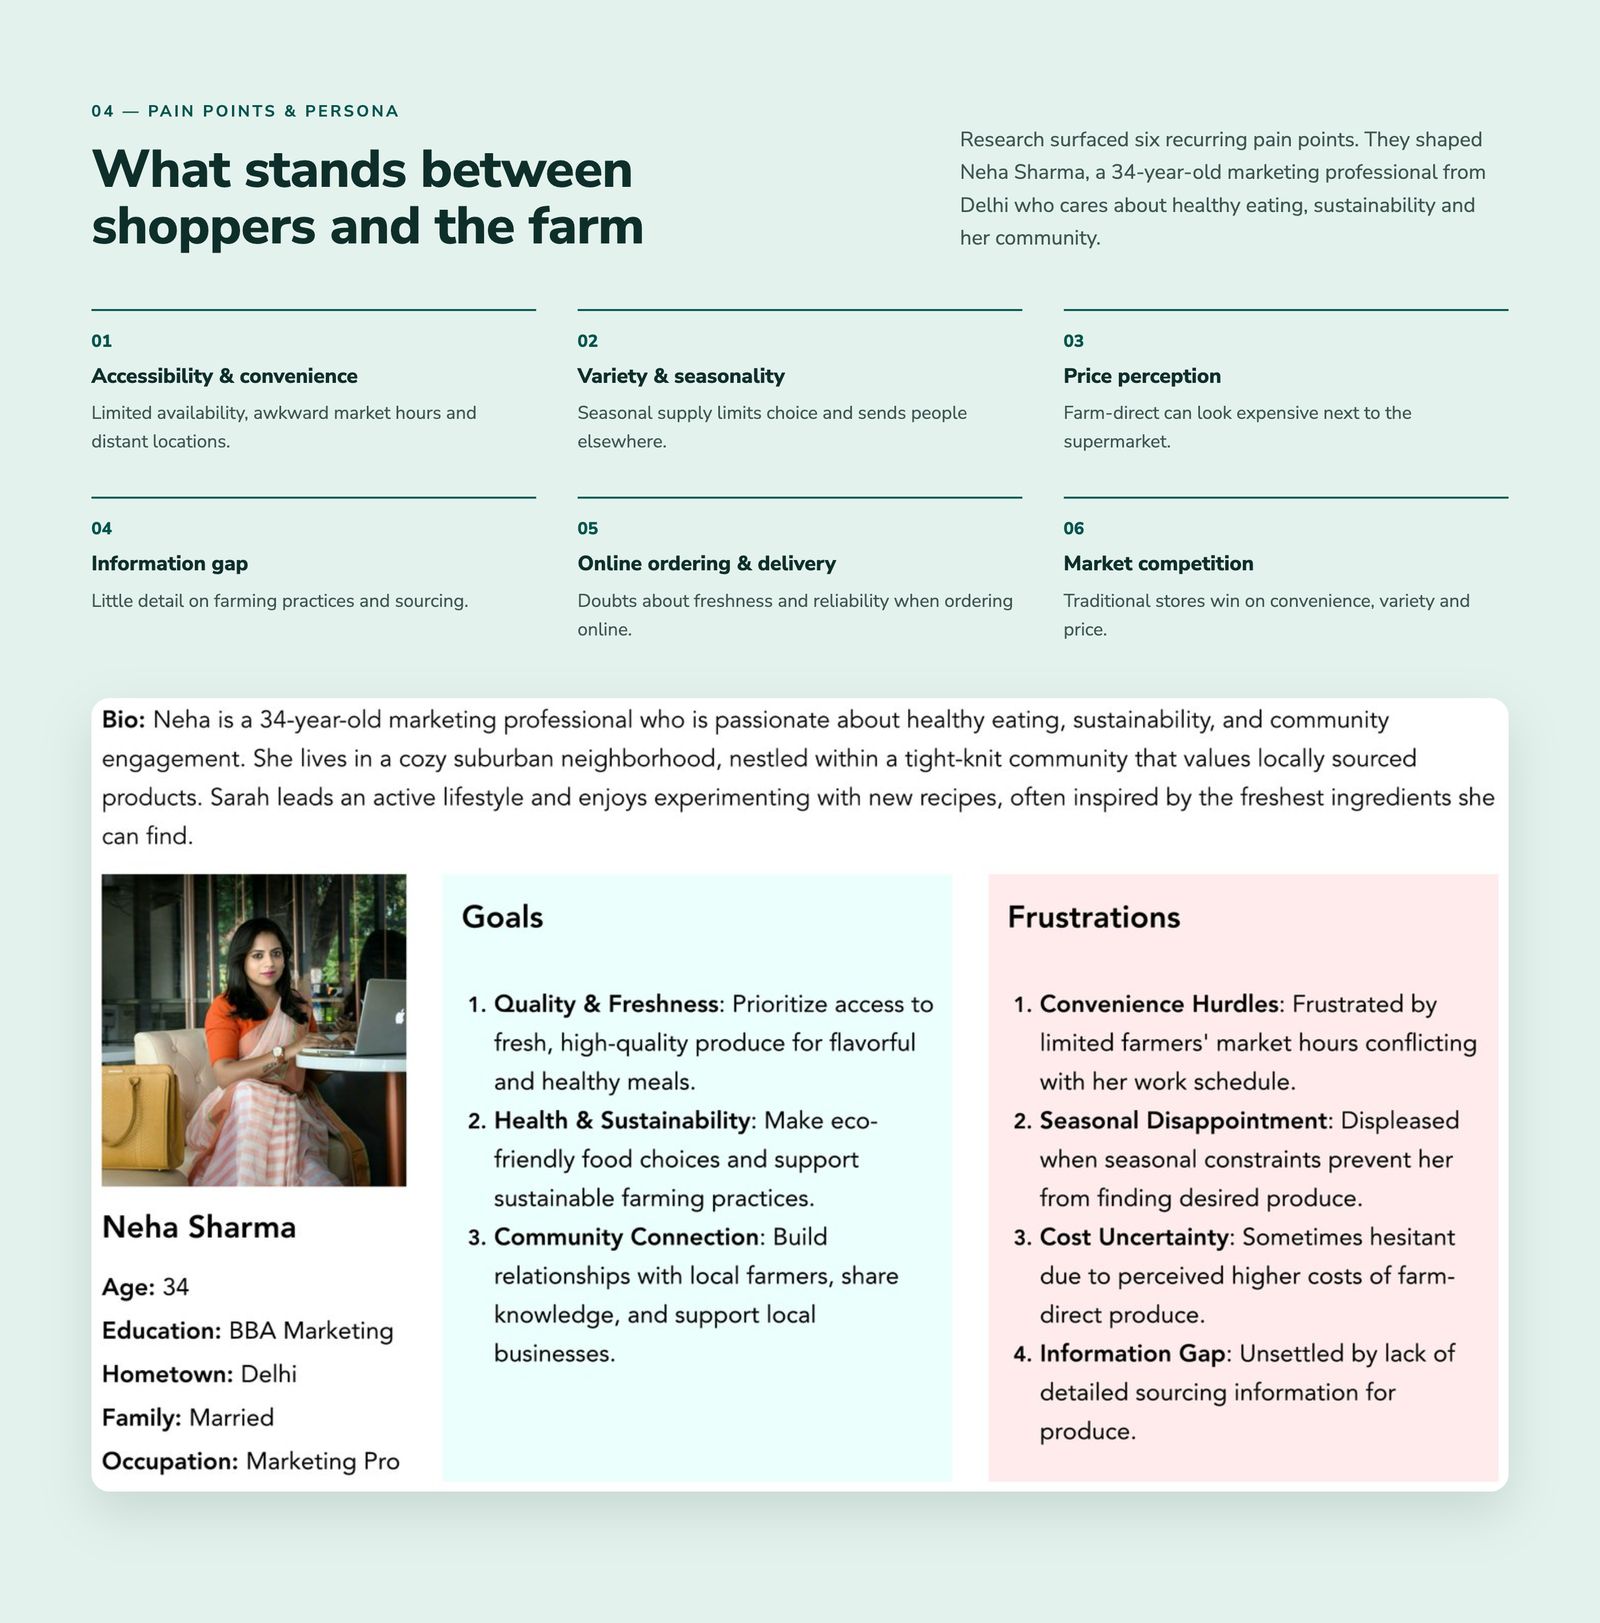 04 — PAIN POINTS & PERSONA
What stands between
shoppers and the farm
Research surfaced six recurring pain points. They shaped
Neha Sharma, a 34-year-old marketing professional from
Delhi who cares about healthy eating, sustainability and
her community.
01
Accessibility & convenience
Limited availability, awkward market hours and
distant locations.
02
Variety & seasonality
Seasonal supply limits choice and sends people
elsewhere.
03
Price perception
Farm-direct can look expensive next to the
supermarket.
04
Information gap
Little detail on farming practices and sourcing.
05
Online ordering & delivery
Doubts about freshness and reliability when ordering
online.
06
Market competition
Traditional stores win on convenience, variety and
price.
Bio: Neha is a 34-year-old marketing professional who is passionate about healthy eating, sustainability, and community
engagement. She lives in a cozy suburban neighborhood, nestled within a tight-knit community that values locally sourced
products. Sarah leads an active lifestyle and enjoys experimenting with new recipes, often inspired by the freshest ingredients she
can find.
Neha Sharma
Age: 34
Education: BBA Marketing
Hometown: Delhi
Family: Married
Occupation: Marketing Pro
Goals
1. Quality & Freshness: Prioritize access to
fresh, high-quality produce for flavorful
and healthy meals.
2. Health & Sustainability: Make eco-
friendly food choices and support
sustainable farming practices.
3. Community Connection: Build
relationships with local farmers, share
knowledge, and support local
businesses.
Frustrations
1. Convenience Hurdles: Frustrated by
limited farmers' market hours conflicting
with her work schedule.
2. Seasonal Disappointment: Displeased
when seasonal constraints prevent her
from finding desired produce.
3. Cost Uncertainty: Sometimes hesitant
due to perceived higher costs of farm-
direct produce.
4. Information Gap: Unsettled by lack of
detailed sourcing information for
produce.